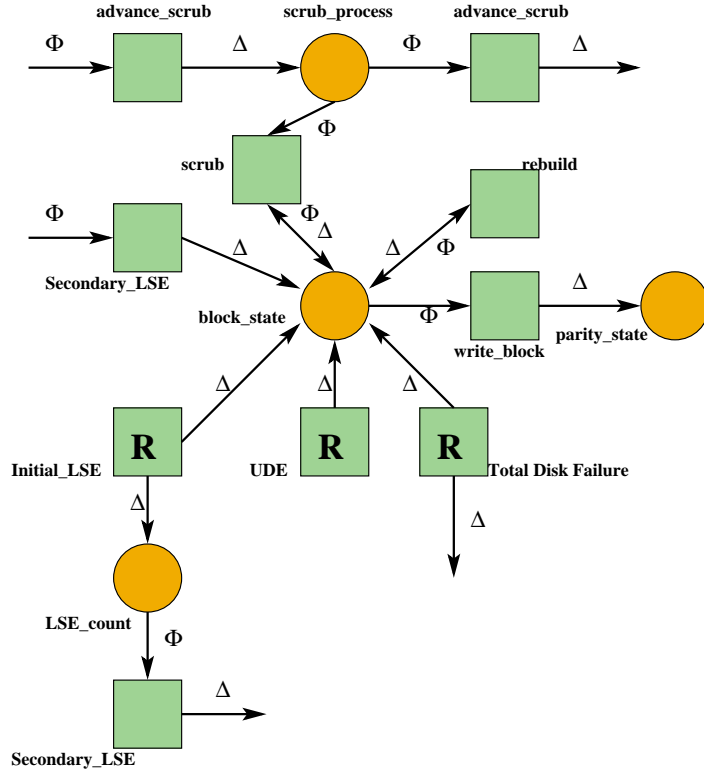 advance_scrub scrub_process advance_scrub
Φ Δ Φ Δ
Φ
scrub rebuild
Φ Φ Δ Δ Φ
Secondary_LSE Δ
block_state Φ Δ
write_block parity_state
Δ Δ Δ
R R R
Initial_LSE UDE Total Disk Failure
Δ Δ
LSE_count Φ
Δ
Secondary_LSE